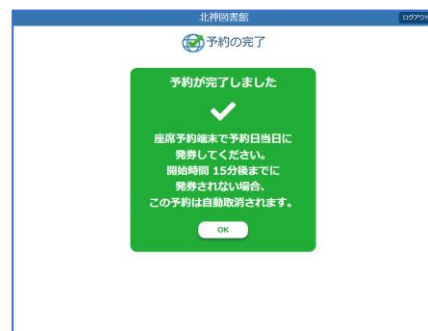 北神図書館
ログアウト
予約の完了
予約が完了しました
座席予約端末で予約日当日に
発券してください。
開始時間 15分後までに
発券されない場合、
この予約は自動取消されます。
OK